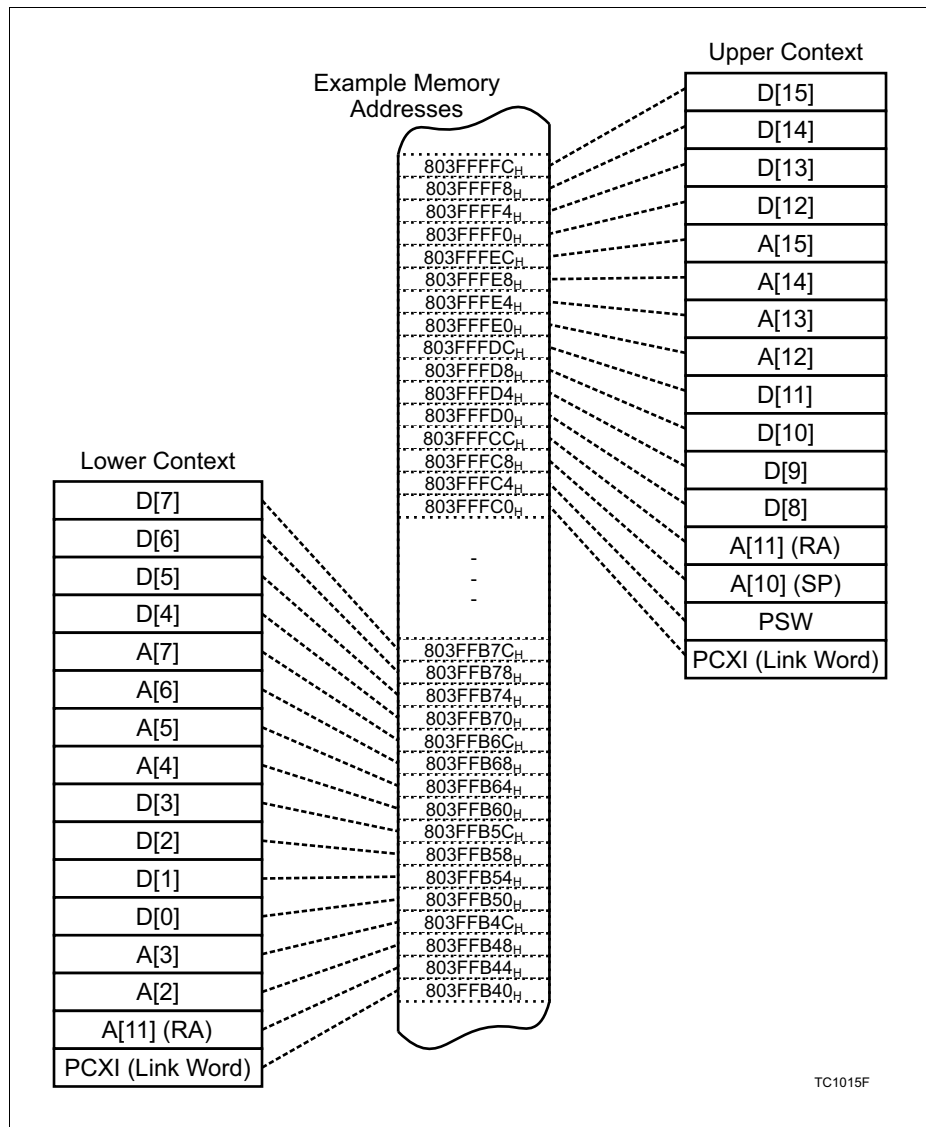 Upper Context
D[15]
D[14]
D[13]
D[12]
A[15]
A[14]
A[13]
A[12]
D[11]
D[10]
D[9]
D[8]
A[11] (RA)
A[10] (SP)
PSW
PCXI (Link Word)
Example Memory
Addresses
803FFFFCH
803FFFF8H
803FFFF4H
803FFFF0H
803FFFECH
803FFFE8H
803FFFE4H
803FFFE0H
803FFFDCH
803FFFD8H
803FFFD4H
803FFFD0H
803FFFCCH
803FFFC8H
803FFFC4H
803FFFC0H
-
-
-
803FFB7CH
803FFB78H
803FFB74H
803FFB70H
803FFB6CH
803FFB68H
803FFB64H
803FFB60H
803FFB5CH
803FFB58H
803FFB54H
803FFB50H
803FFB4CH
803FFB48H
803FFB44H
803FFB40H
Lower Context
D[7]
D[6]
D[5]
D[4]
A[7]
A[6]
A[5]
A[4]
D[3]
D[2]
D[1]
D[0]
A[3]
A[2]
A[11] (RA)
PCXI (Link Word)
TC1015F